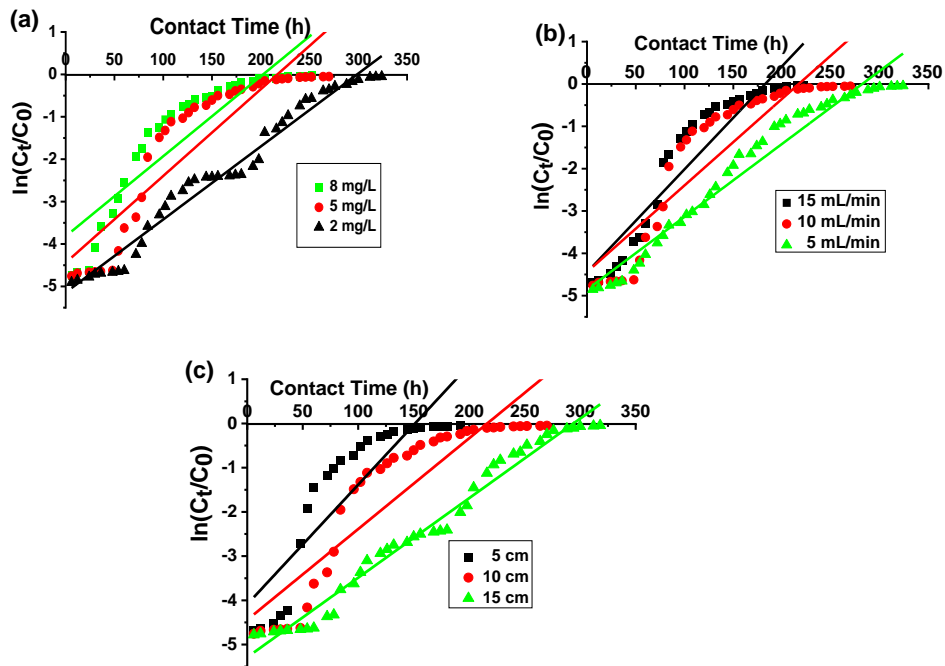 (a)
Contact Time (h)
1
0 50 100 150 200 250 300 350
0
-1
-2
-3
-4
-5
ln(Ct/C0)
8 mg/L
5 mg/L
2 mg/L
(b)
Contact Time (h)
1
0 50 100 150 200 250 300 350
0
-1
-2
-3
-4
-5
ln(Ct/C0)
15 mL/min
10 mL/min
5 mL/min
(c)
Contact Time (h)
1
0 50 100 150 200 250 300 350
0
-1
-2
-3
-4
-5
ln(Ct/C0)
5 cm
10 cm
15 cm